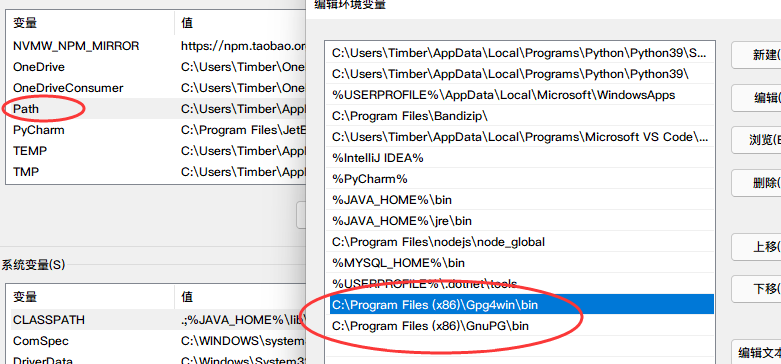 编辑环境变量
变量 值
NVMW_NPM_MIRROR https://npm.taobao.or
OneDrive C:\Users\Timber\One
OneDriveConsumer C:\Users\Timber\One
Path C:\Users\Timber\App
PyCharm C:\Program Files\JetE
TEMP C:\Users\Timber\App
TMP C:\Users\Timber\App
系统变量(S)
变量 值
CLASSPATH .;%JAVA_HOME%\lib\
ComSpec C:\WINDOWS\system3
DriverData C:\Windows\System32
C:\Users\Timber\AppData\Local\Programs\Python\Python39\S...
C:\Users\Timber\AppData\Local\Programs\Python\Python39\
%USERPROFILE%\AppData\Local\Microsoft\WindowsApps
C:\Program Files\Bandizip\
C:\Users\Timber\AppData\Local\Programs\Microsoft VS Code\...
%IntelliJ IDEA%
%PyCharm%
%JAVA_HOME%\bin
%JAVA_HOME%\jre\bin
C:\Program Files\nodejs\node_global
%MYSQL_HOME%\bin
%USERPROFILE%\.dotnet\tools
C:\Program Files (x86)\Gpg4win\bin
C:\Program Files (x86)\GnuPG\bin
新建(
编辑(
浏览(E
删除(
上移(
下移(
编辑文本